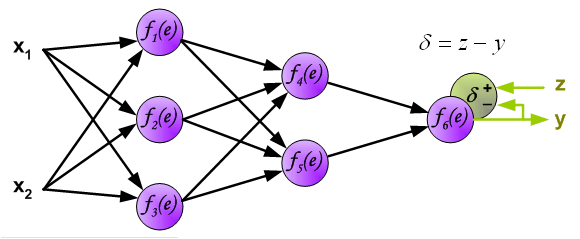 x1
x2
f1(e)
f2(e)
f3(e)
f4(e)
f5(e)
f6(e)
δ = z − y
δ + −
z
y